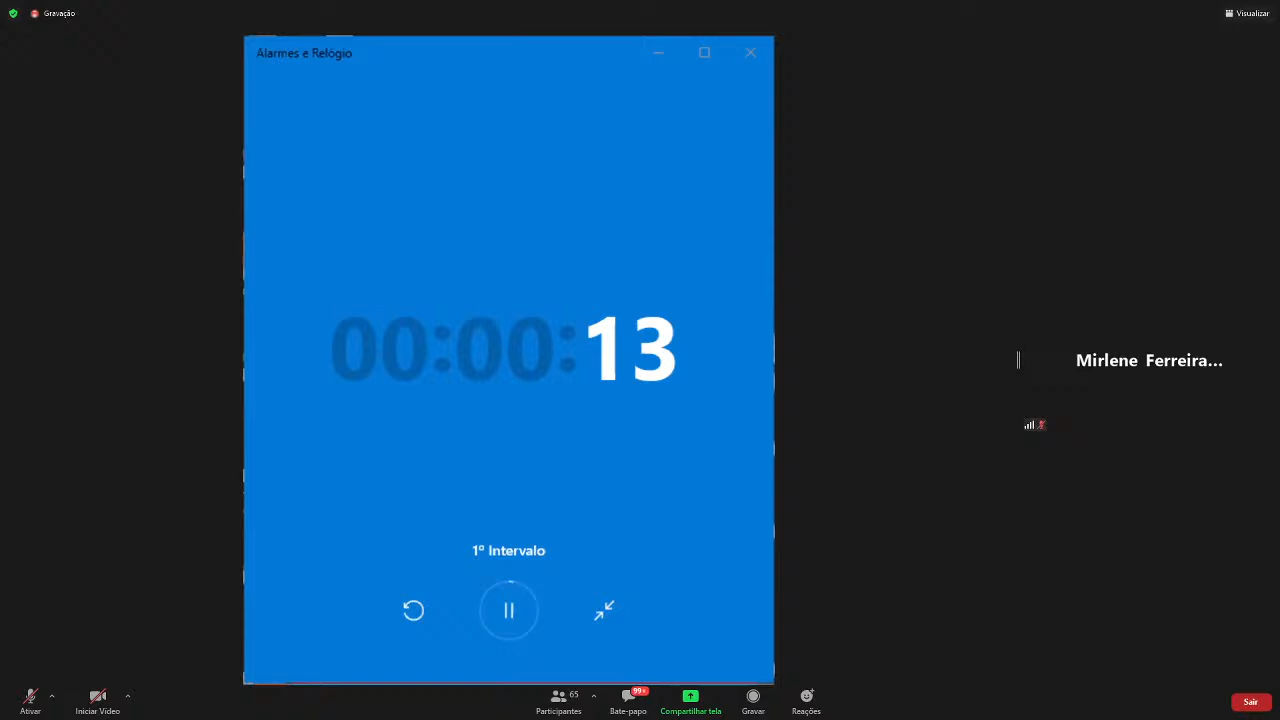 Gravação
Visualizar
Alarmes e Relógio
00:00:13
Mirlene Ferreira...
1º Intervalo
Ativar
Iniciar Vídeo
65
Participantes
99+
Bate-papo
Compartilhar tela
Gravar
Reações
Sair